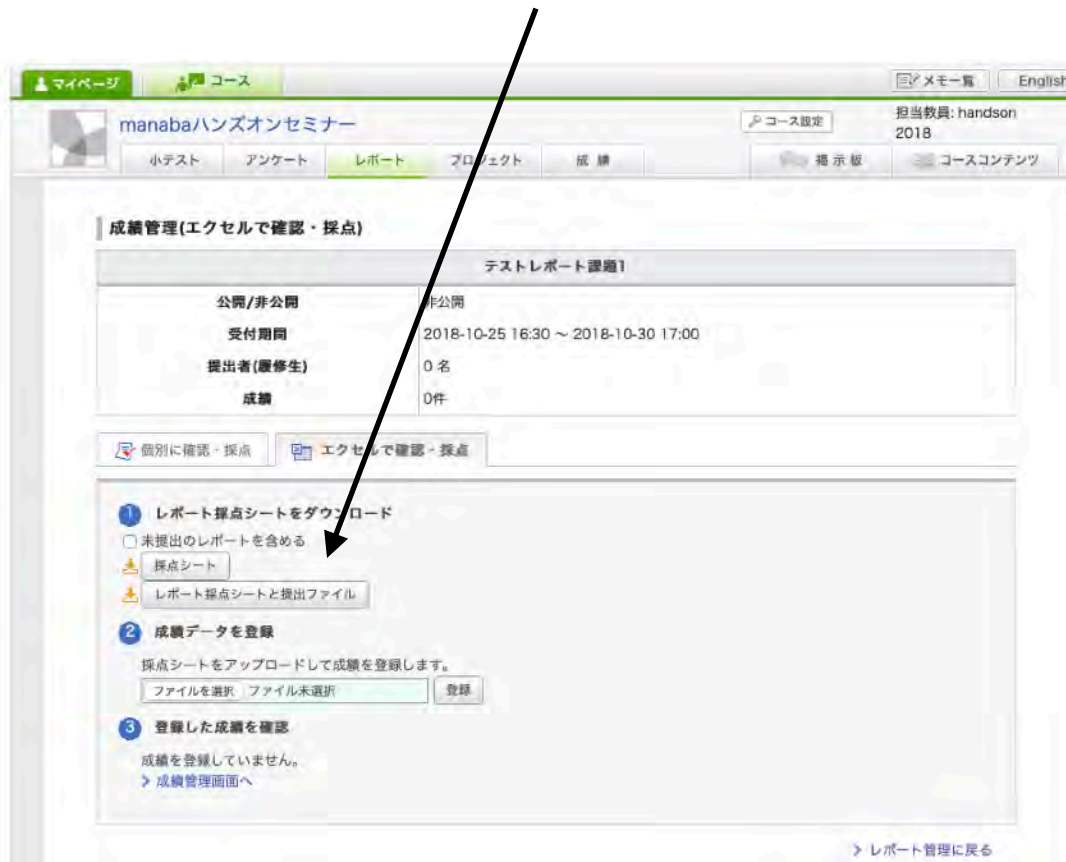 マイページ コース メモ一覧 English
manabaハンズオンセミナー コース設定 担当教員: handson
2018
小テスト アンケート レポート プロジェクト 成績 掲示板 コースコンテンツ
成績管理(エクセルで確認・採点)
テストレポート課題1
公開/非公開 非公開
受付期間 2018-10-25 16:30 ～ 2018-10-30 17:00
提出者(履修生) 0 名
成績 0件
個別に確認・採点 エクセルで確認・採点
1 レポート採点シートをダウンロード
未提出のレポートを含める
採点シート
レポート採点シートと提出ファイル
2 成績データを登録
採点シートをアップロードして成績を登録します。
ファイルを選択 ファイル未選択 登録
3 登録した成績を確認
成績を登録していません。
> 成績管理画面へ
> レポート管理に戻る